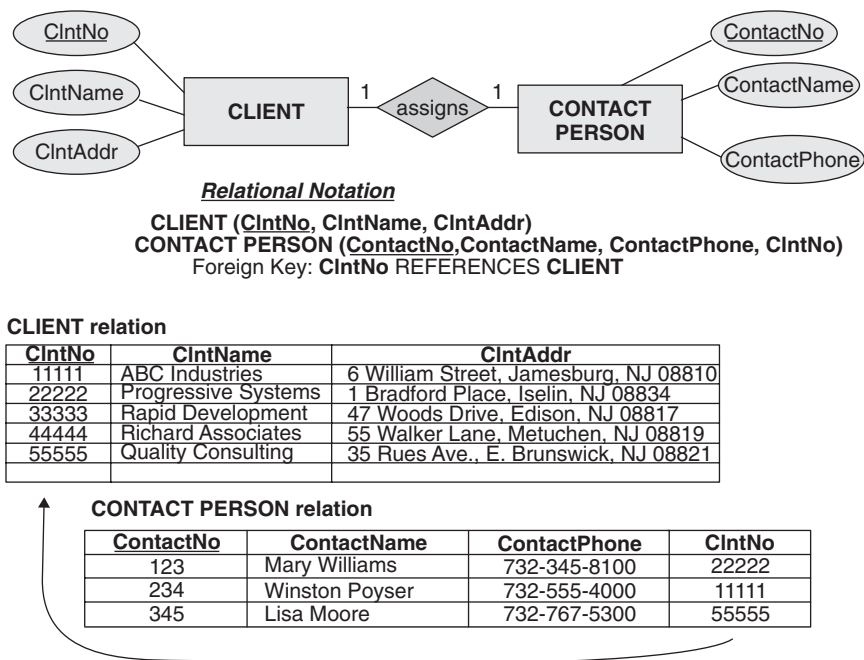 ClntNo
ClntName
ClntAddr
CLIENT
1
assigns
1
CONTACT
PERSON
ContactNo
ContactName
ContactPhone
Relational Notation
CLIENT (ClntNo, ClntName, ClntAddr)
CONTACT PERSON (ContactNo,ContactName, ContactPhone, ClntNo)
Foreign Key: ClntNo REFERENCES CLIENT
CLIENT relation
ClntNo ClntName ClntAddr
11111 ABC Industries 6 William Street, Jamesburg, NJ 08810
22222 Progressive Systems 1 Bradford Place, Iselin, NJ 08834
33333 Rapid Development 47 Woods Drive, Edison, NJ 08817
44444 Richard Associates 55 Walker Lane, Metuchen, NJ 08819
55555 Quality Consulting 35 Rues Ave., E. Brunswick, NJ 08821
CONTACT PERSON relation
ContactNo ContactName ContactPhone ClntNo
123 Mary Williams 732-345-8100 22222
234 Winston Poyser 732-555-4000 11111
345 Lisa Moore 732-767-5300 55555